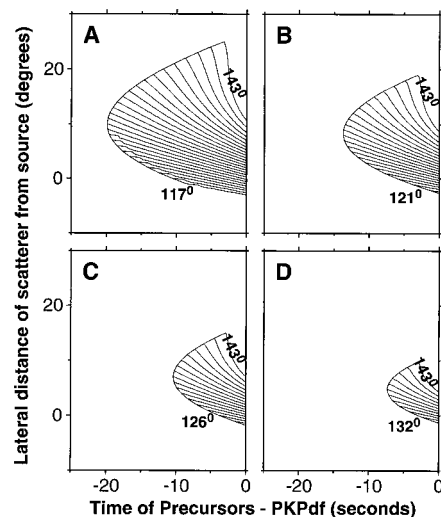 A
B
C
D
Lateral distance of scatterer from source (degrees)
20
0
20
0
143⁰
117⁰
143⁰
121⁰
143⁰
126⁰
143⁰
132⁰
-20 -10 0
-20 -10 0
Time of Precursors - PKPdf (seconds)